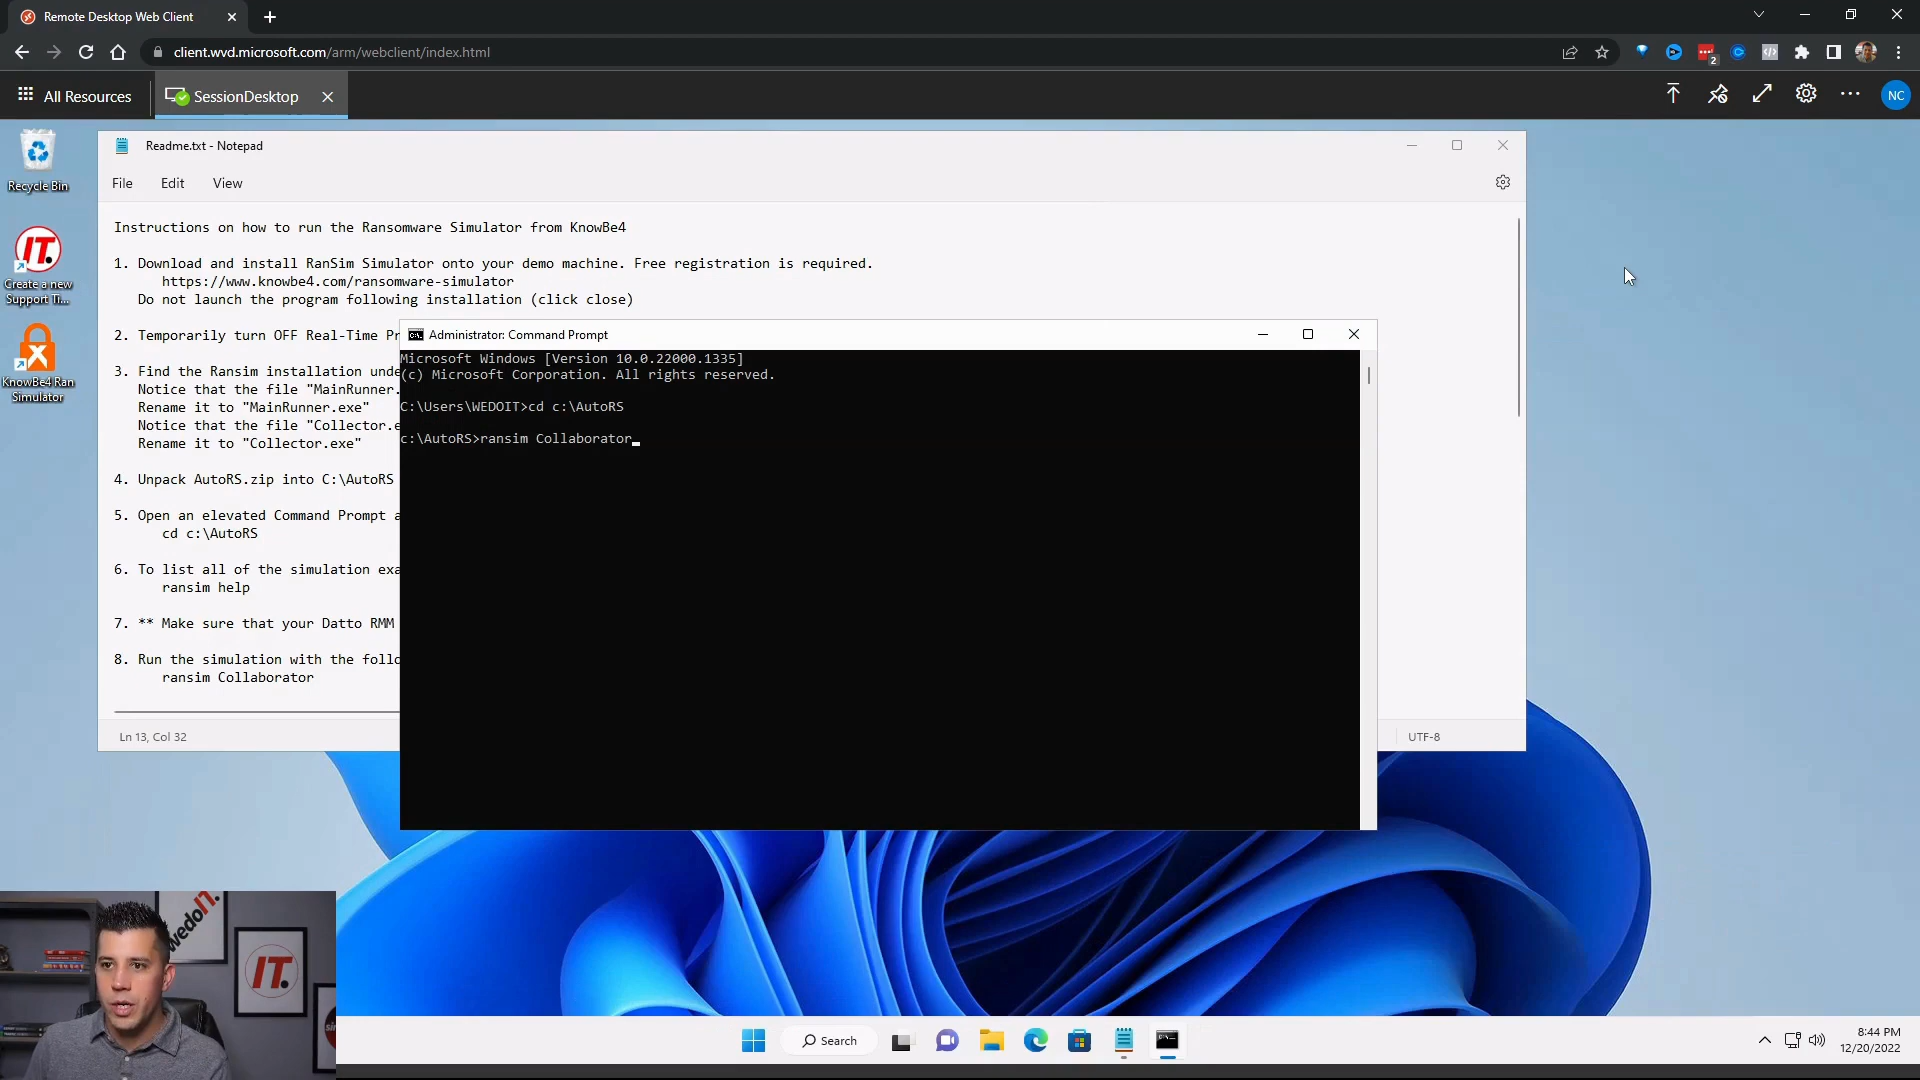 Remote Desktop Web Client
client.wvd.microsoft.com/arm/webclient/index.html
2
All Resources
SessionDesktop
NC
Recycle Bin
IT.
Create a new
Support Ti...
KnowBe4 Ran
Simulator
Readme.txt - Notepad
File
Edit
View
Instructions on how to run the Ransomware Simulator from KnowBe4
1. Download and install RanSim Simulator onto your demo machine. Free registration is required.
https://www.knowbe4.com/ransomware-simulator
Do not launch the program following installation (click close)
2. Temporarily turn OFF Real-Time Pr
3. Find the Ransim installation unde
Notice that the file "MainRunner.
Rename it to "MainRunner.exe"
Notice that the file "Collector.e
Rename it to "Collector.exe"
4. Unpack AutoRS.zip into C:\AutoRS
5. Open an elevated Command Prompt a
cd c:\AutoRS
6. To list all of the simulation exa
ransim help
7. ** Make sure that your Datto RMM
8. Run the simulation with the follo
ransim Collaborator
Ln 13, Col 32
UTF-8
Administrator: Command Prompt
Microsoft Windows [Version 10.0.22000.1335]
(c) Microsoft Corporation. All rights reserved.
C:\Users\WEDOIT>cd c:\AutoRS
c:\AutoRS>ransim Collaborator
wedoIT.
IT
Search
8:44 PM
12/20/2022